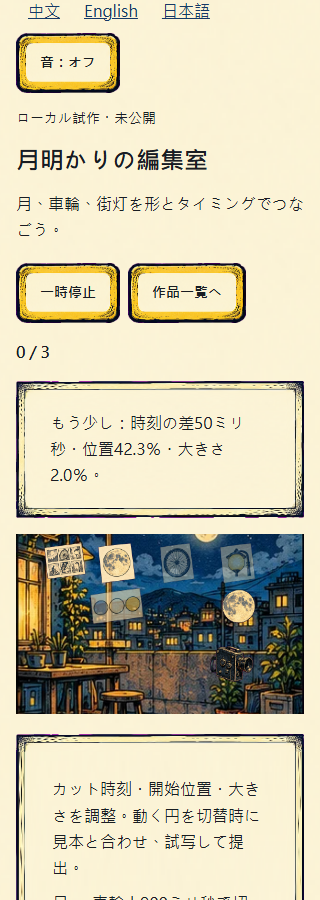 中文 English 日本語
音：オフ
ローカル試作・未公開
月明かりの編集室
月、車輪、街灯を形とタイミングでつな
ごう。
一時停止 作品一覧へ
0 / 3
もう少し：時刻の差50ミリ
秒・位置42.3%・大きさ
2.0%。
カット時刻・開始位置・大き
さを調整。動く円を切替時に
見本と合わせ、試写して提
出。